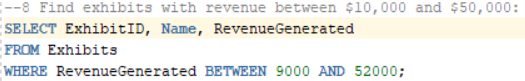 --8 Find exhibits with revenue between $10,000 and $50,000:
SELECT ExhibitID, Name, RevenueGenerated
FROM Exhibits
WHERE RevenueGenerated BETWEEN 9000 AND 52000;